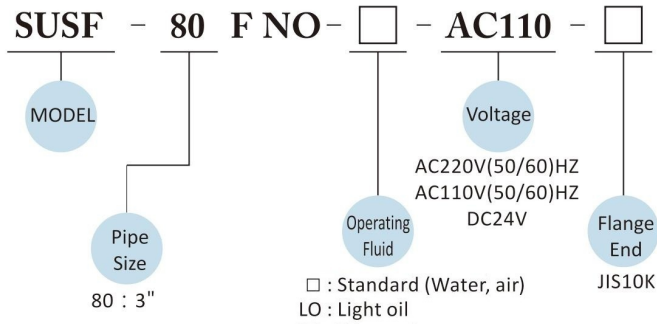 SUSF - 80 F NO - □ - AC110 - □
MODEL
Voltage
AC220V(50/60)HZ
AC110V(50/60)HZ
DC24V
Pipe
Size
80 : 3"
Operating
Fluid
□ : Standard (Water, air)
LO : Light oil
Flange
End
JIS10K